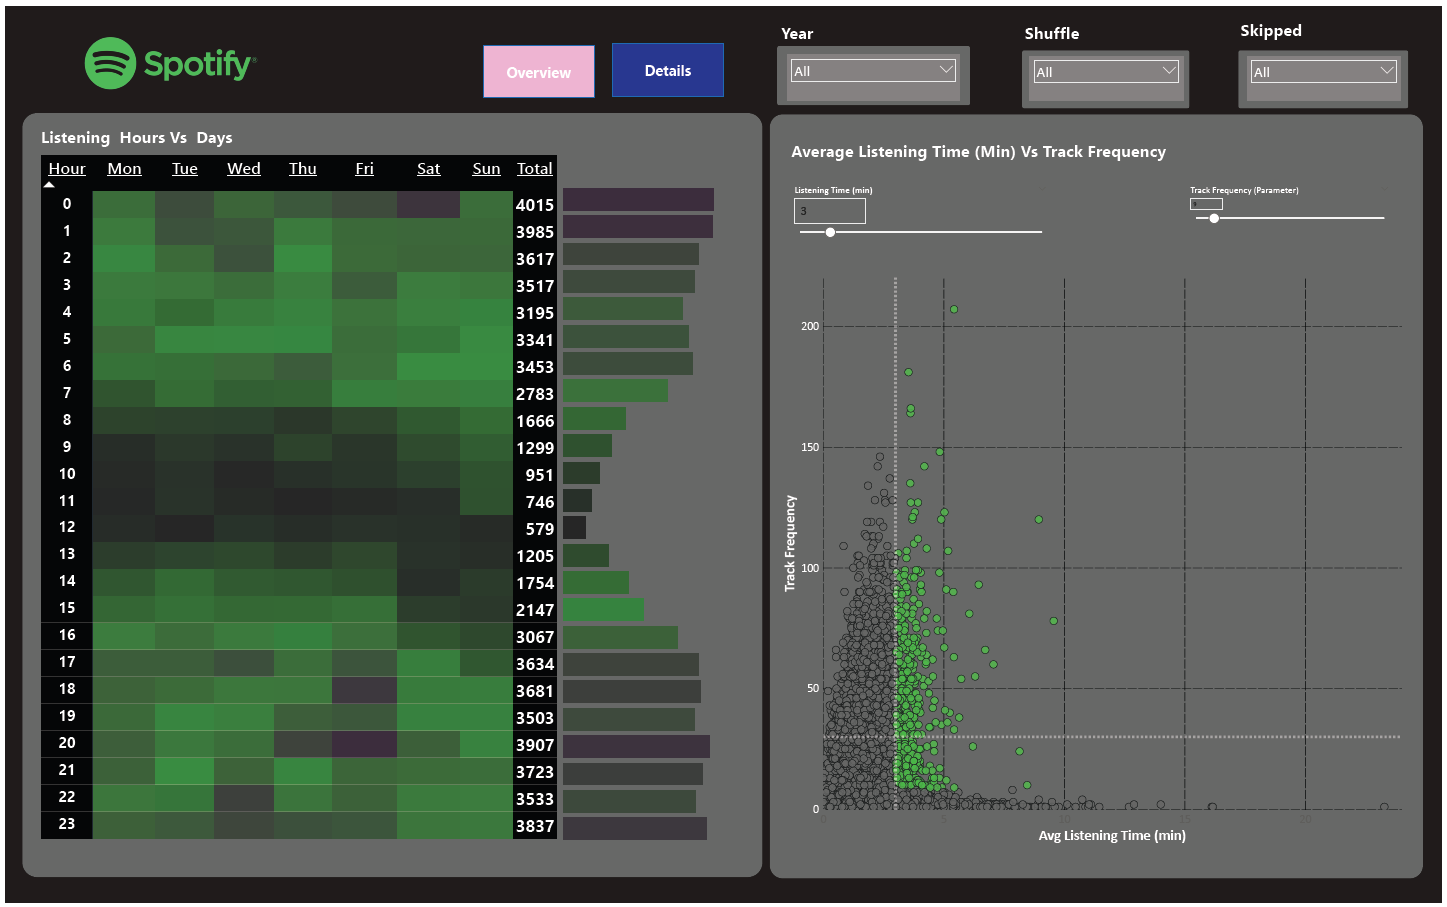 Spotify®
Overview
Details
Year
All
Shuffle
All
Skipped
All
Listening Hours Vs Days
Hour Mon Tue Wed Thu Fri Sat Sun Total
0 4015
1 3985
2 3617
3 3517
4 3195
5 3341
6 3453
7 2783
8 1666
9 1299
10 951
11 746
12 579
13 1205
14 1754
15 2147
16 3067
17 3634
18 3681
19 3503
20 3907
21 3723
22 3533
23 3837
Average Listening Time (Min) Vs Track Frequency
Listening Time (min)
3
Track Frequency (Parameter)
Track Frequency
200
150
100
50
0
0 5 10 15 20
Avg Listening Time (min)